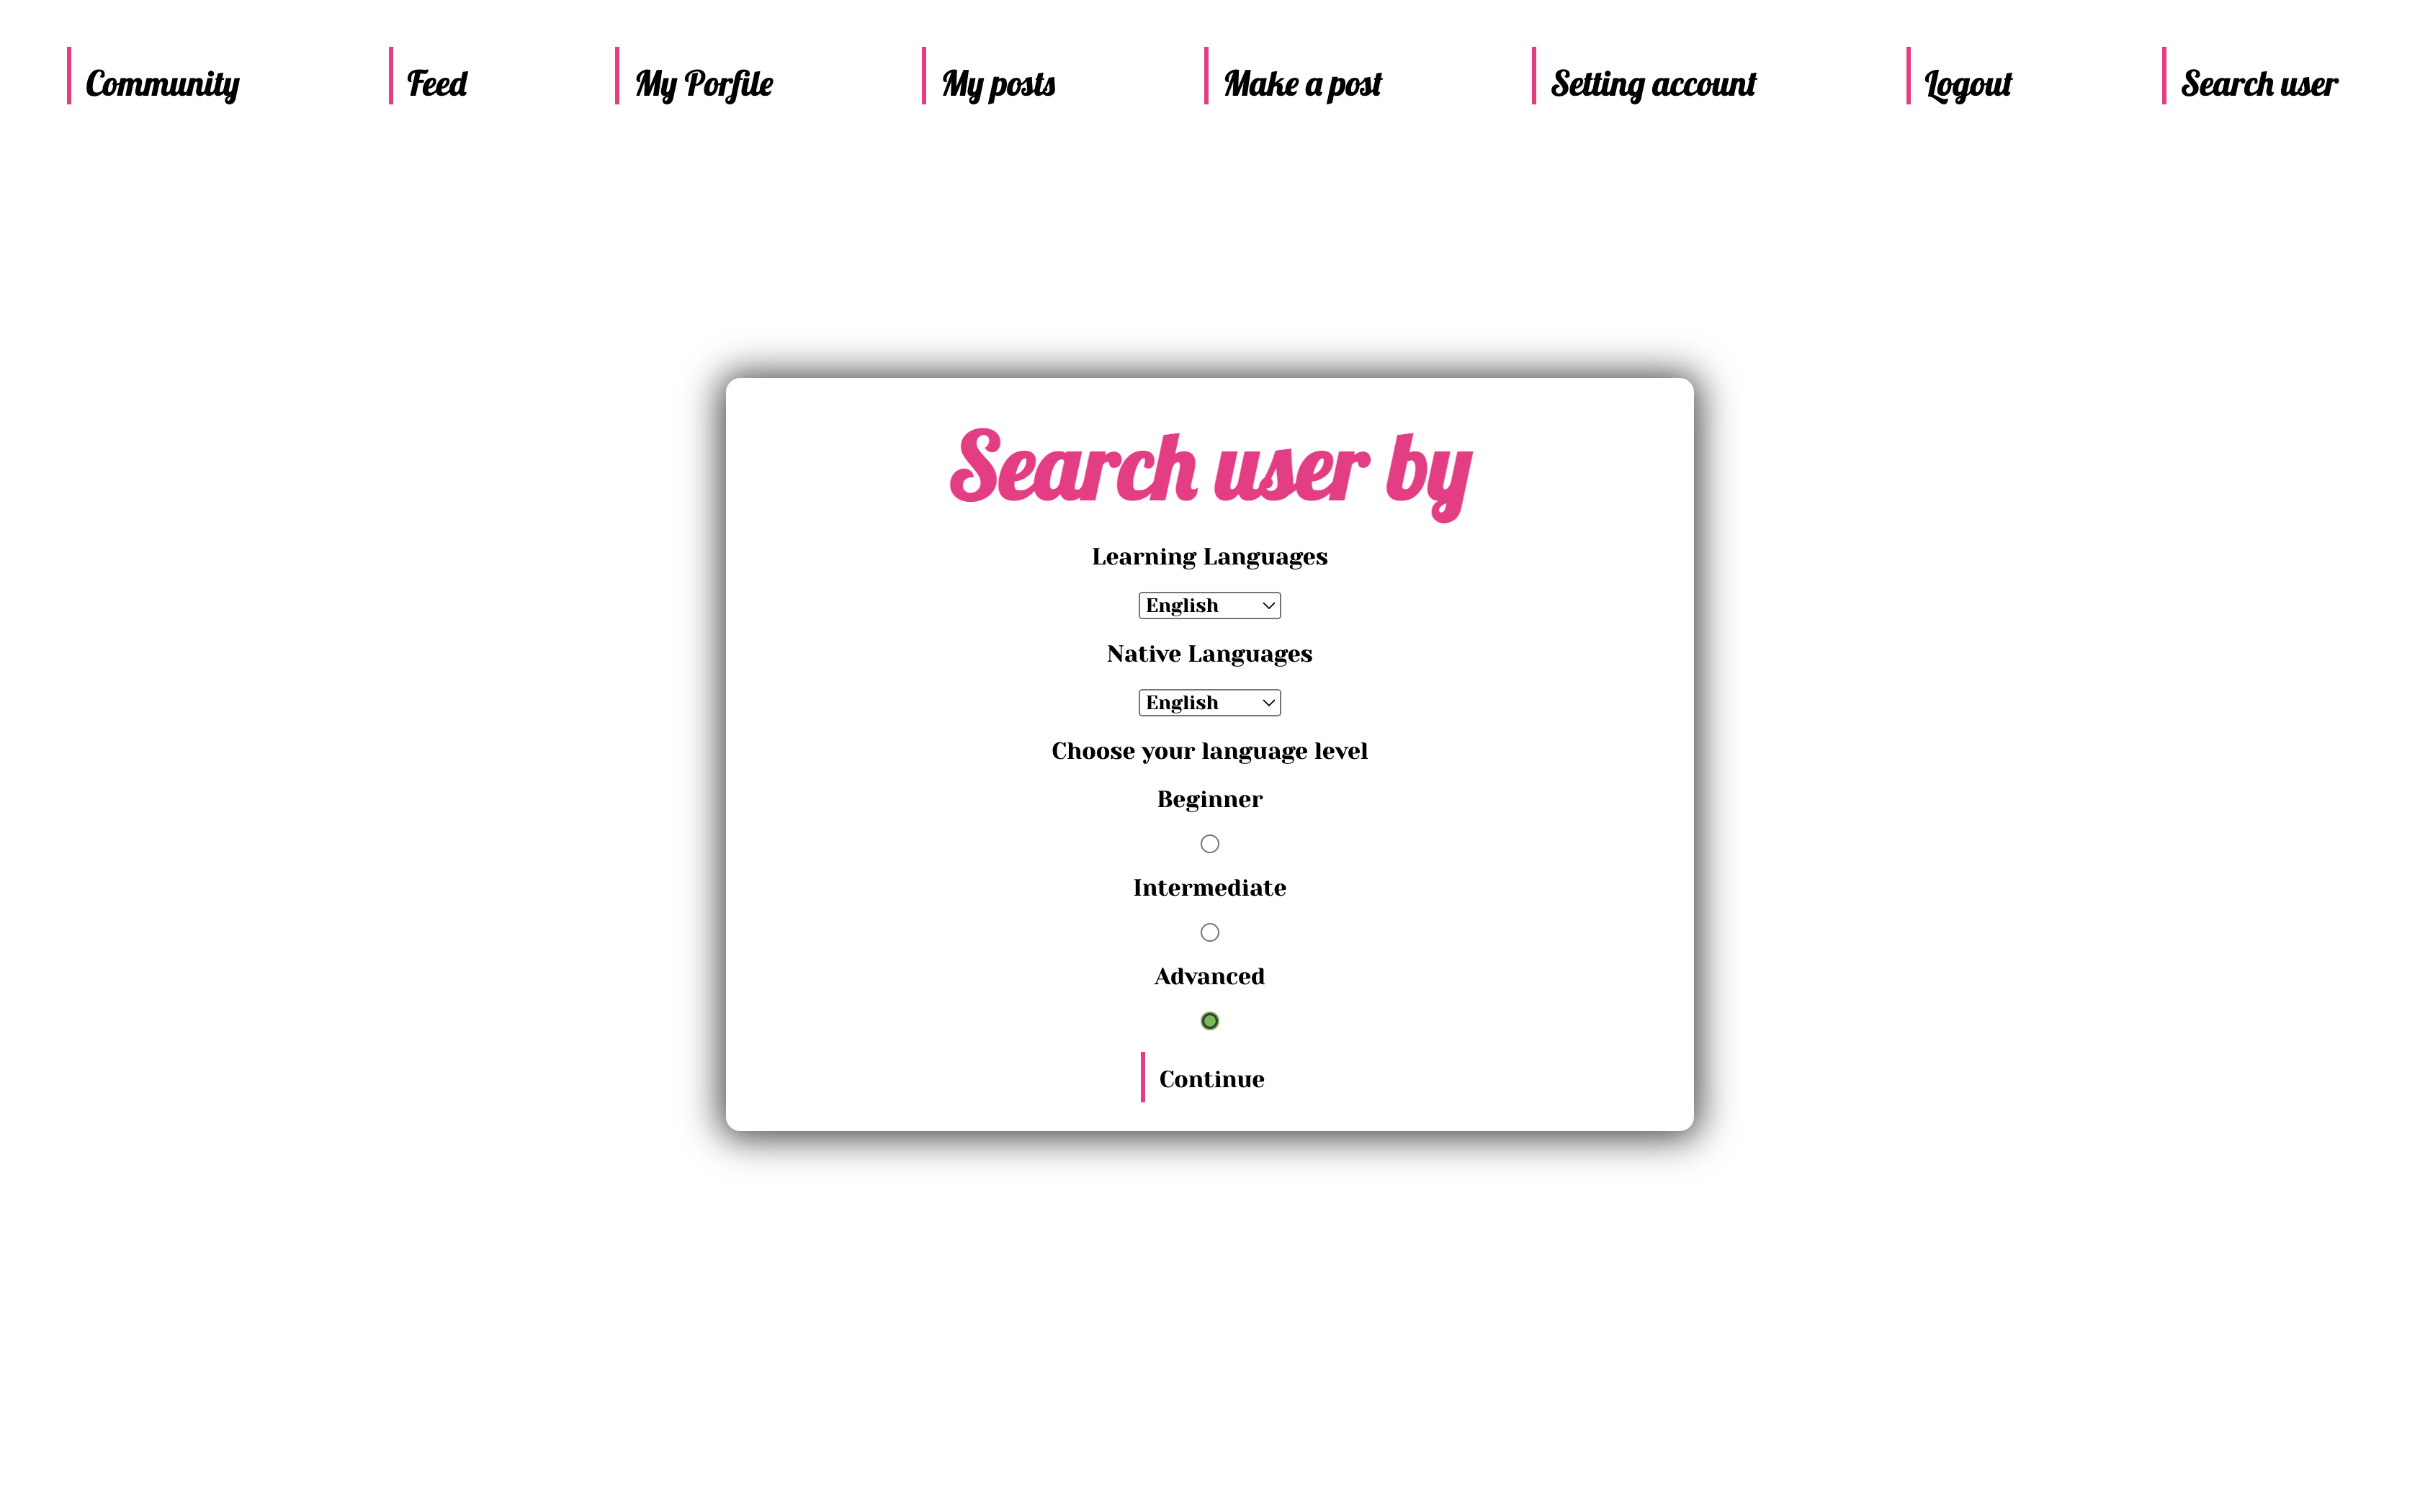 Community
Feed
My Porfile
My posts
Make a post
Setting account
Logout
Search user
Search user by
Learning Languages
English
Native Languages
English
Choose your language level
Beginner
Intermediate
Advanced
Continue